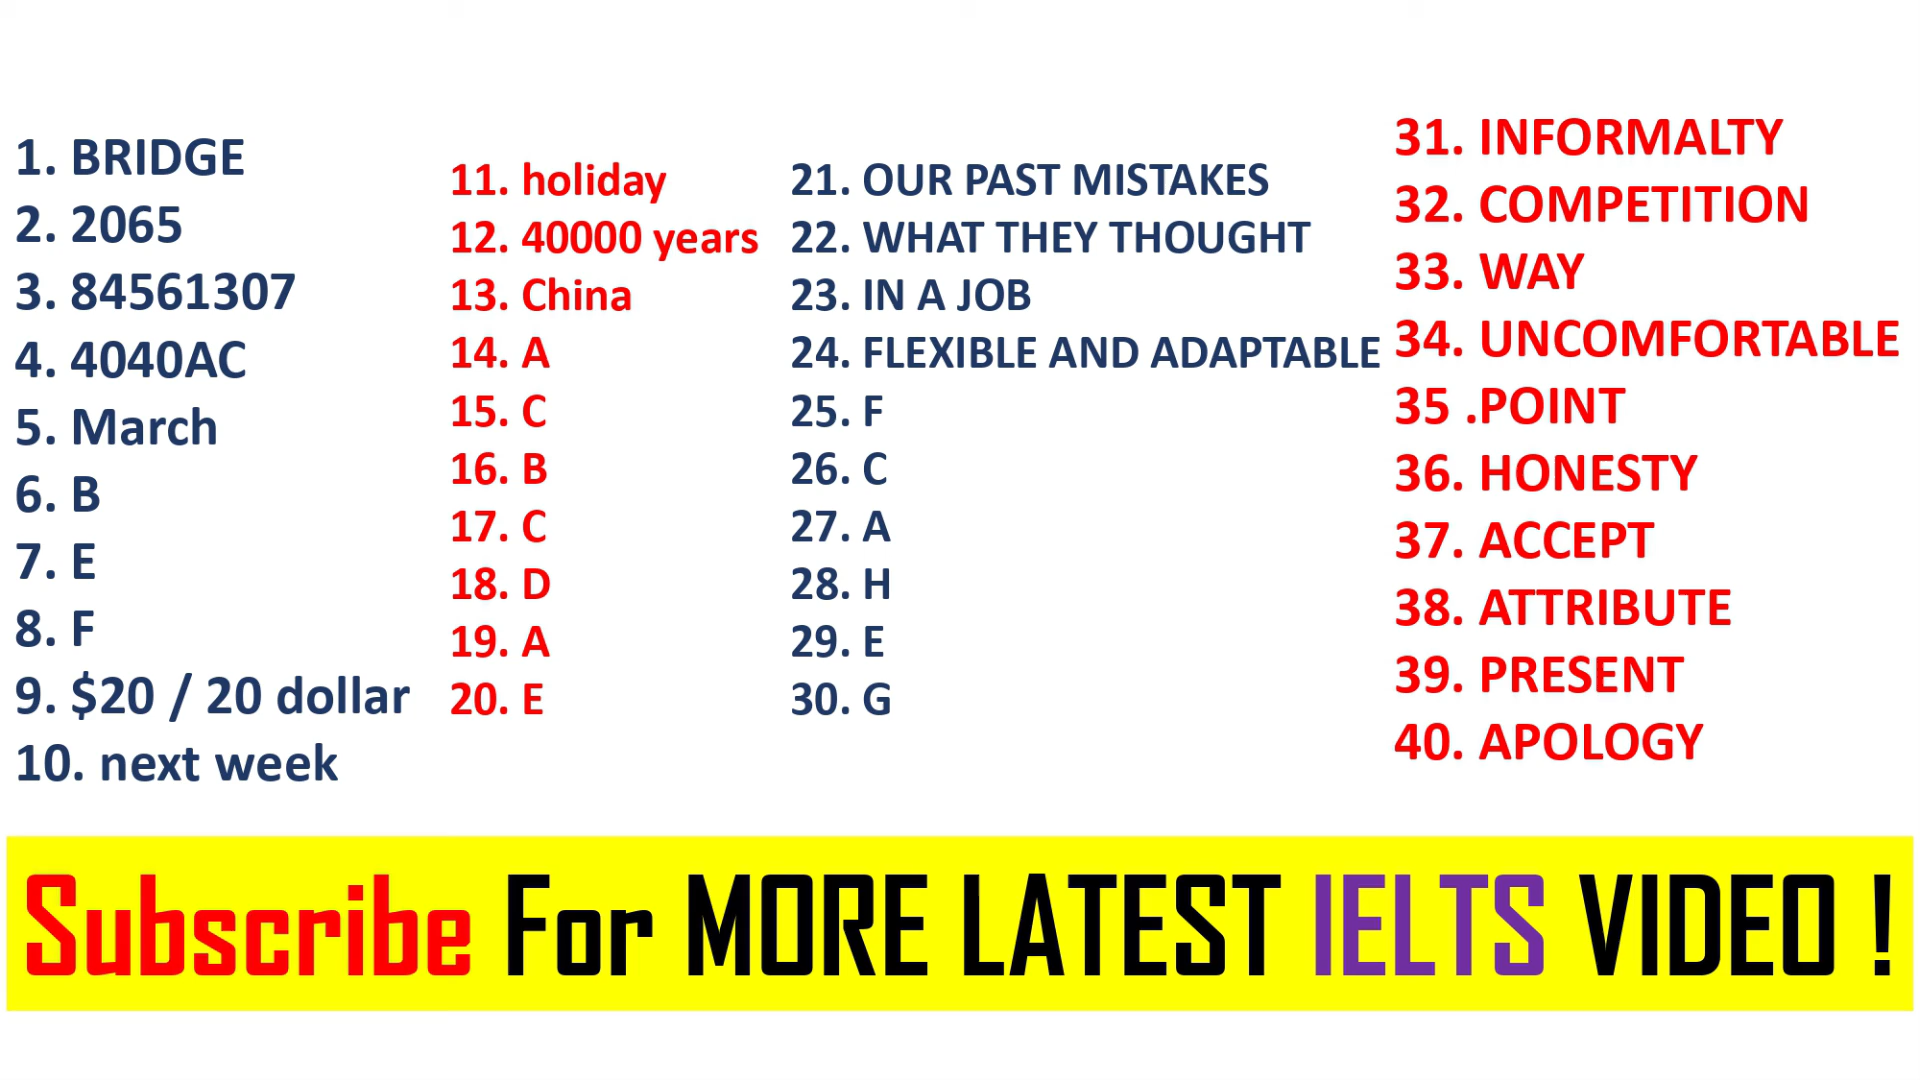 1. BRIDGE
2. 2065
3. 84561307
4. 4040AC
5. March
6. B
7. E
8. F
9. $20 / 20 dollar
10. next week
11. holiday
12. 40000 years
13. China
14. A
15. C
16. B
17. C
18. D
19. A
20. E
21. OUR PAST MISTAKES
22. WHAT THEY THOUGHT
23. IN A JOB
24. FLEXIBLE AND ADAPTABLE
25. F
26. C
27. A
28. H
29. E
30. G
31. INFORMALTY
32. COMPETITION
33. WAY
34. UNCOMFORTABLE
35 .POINT
36. HONESTY
37. ACCEPT
38. ATTRIBUTE
39. PRESENT
40. APOLOGY
Subscribe For MORE LATEST IELTS VIDEO !